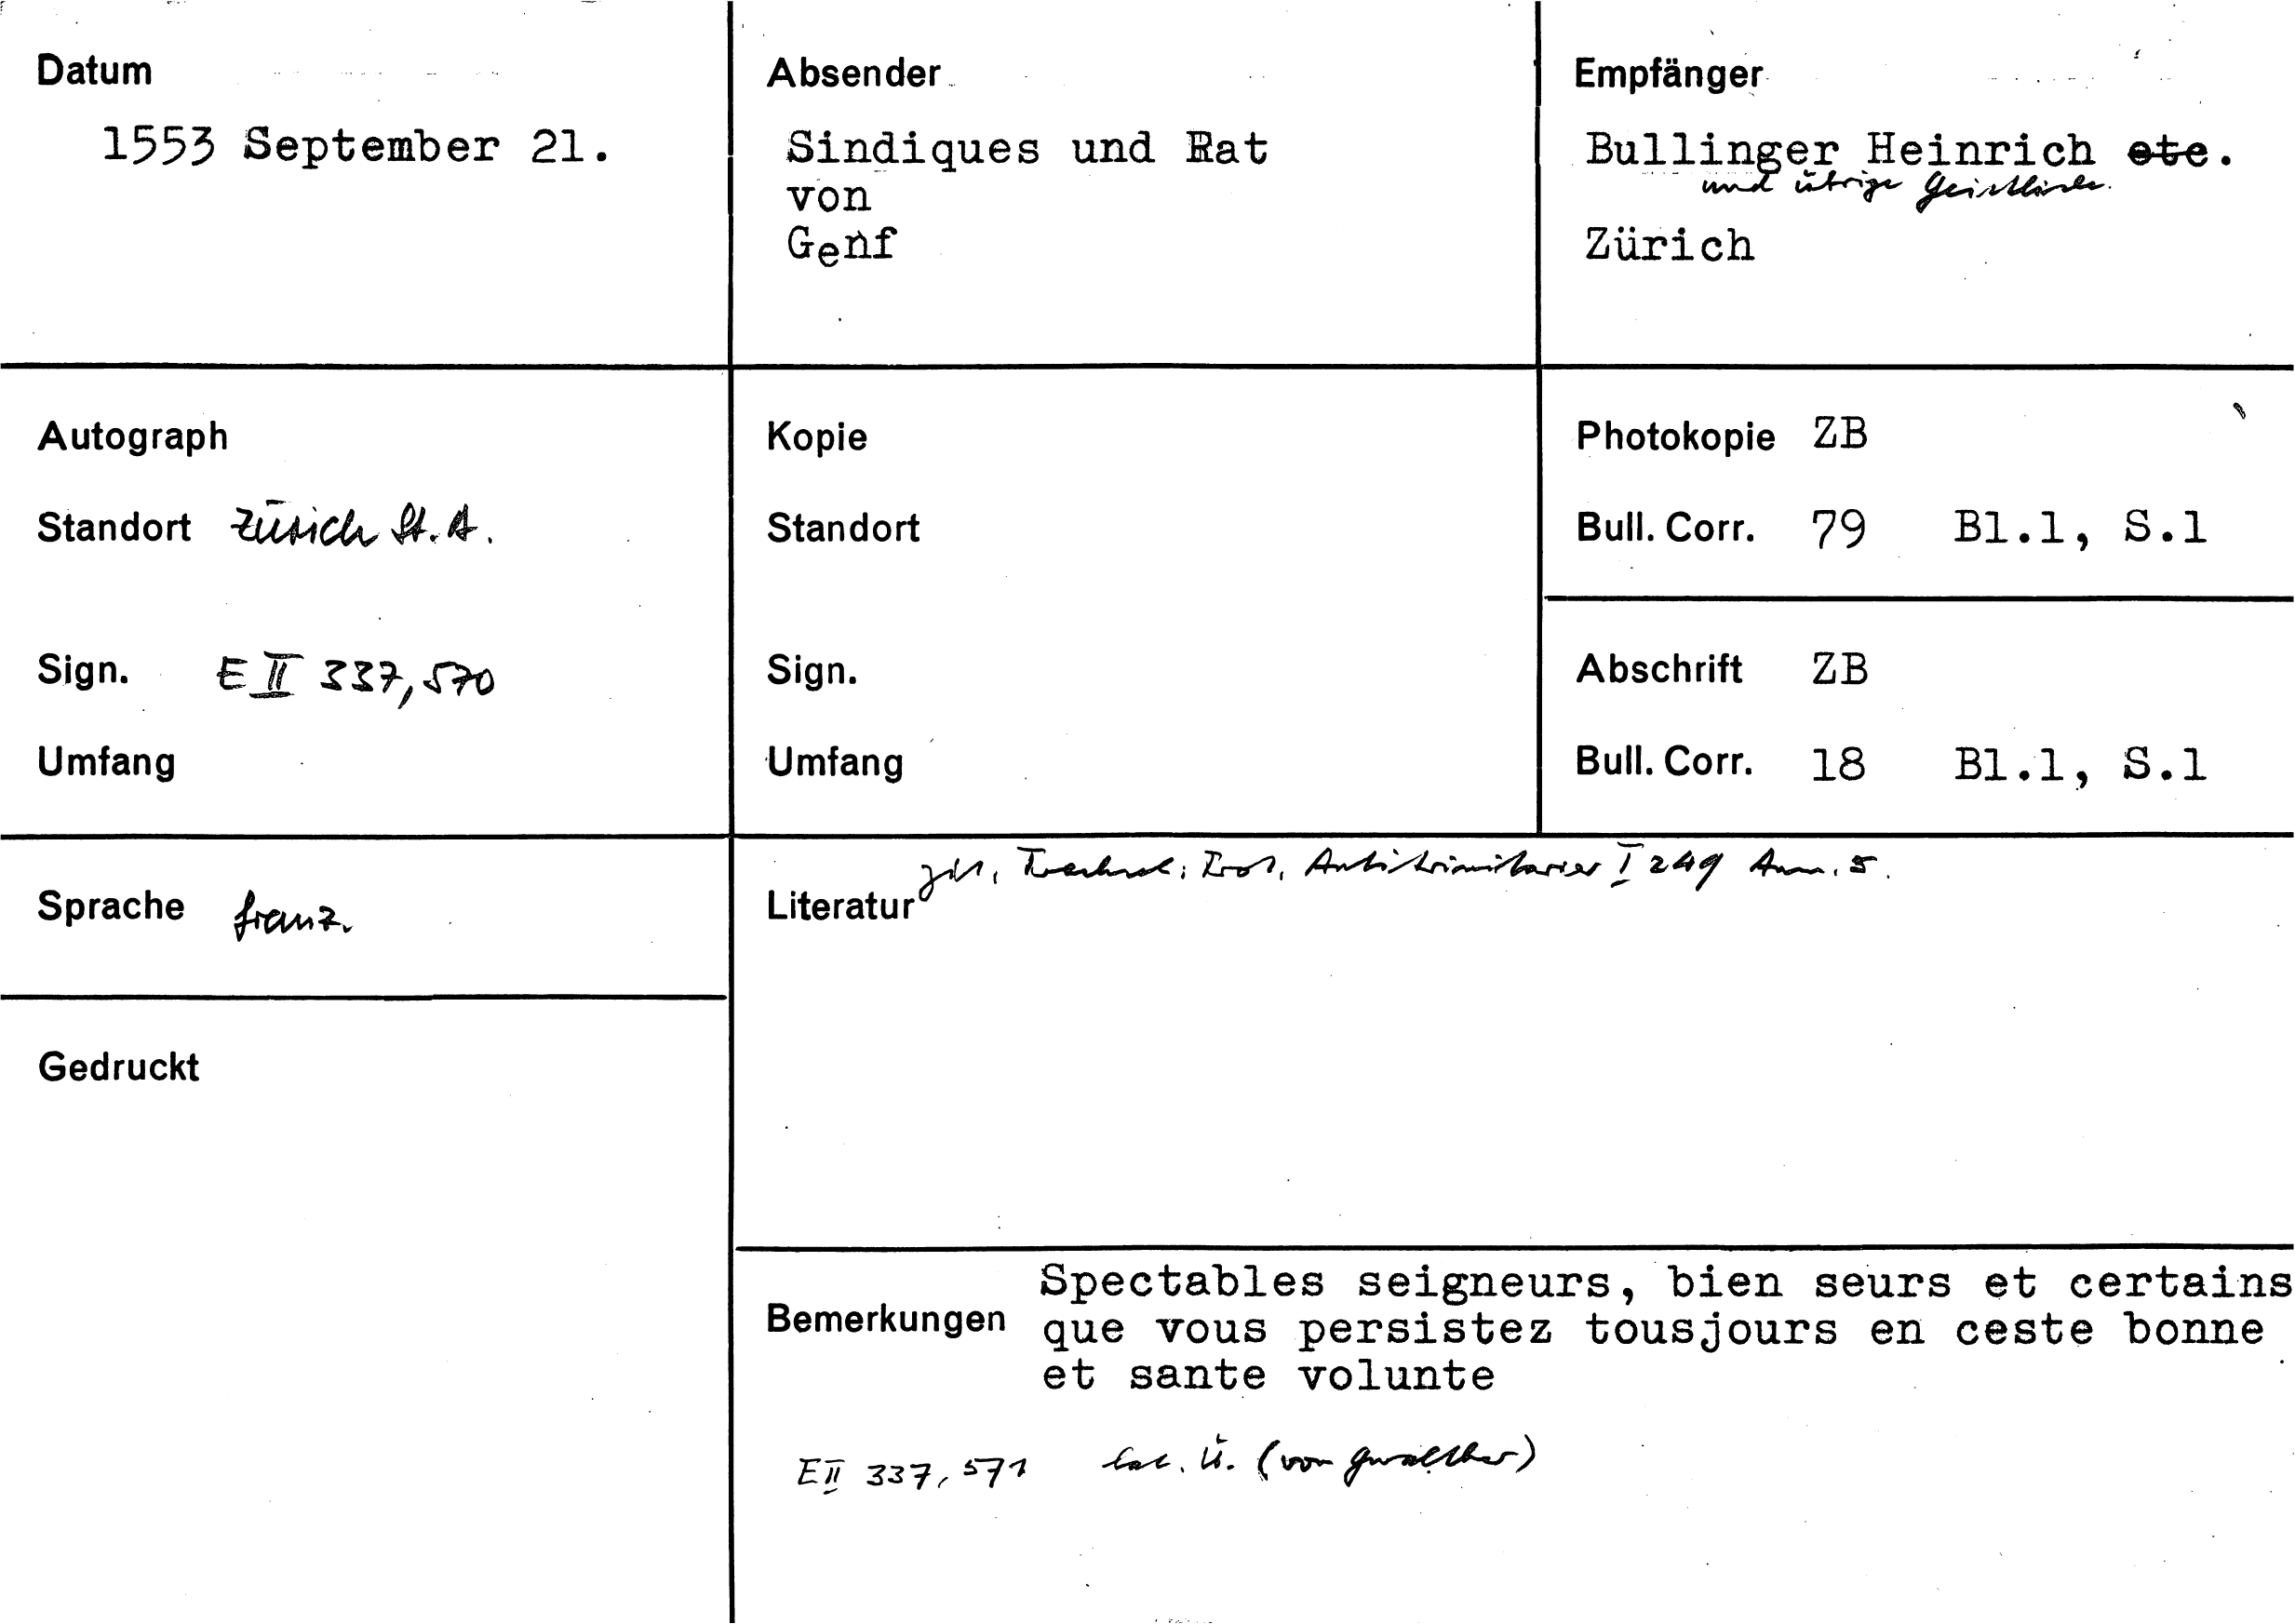 Datum
1553 September 21.
Absender
Sindiques und Rat
von
Genf
Empfänger
Bullinger Heinrich etc.
und übrige Geistliche.
Zürich
Autograph
Standort Zürich St. A.
Sign. E II 337, 570
Umfang
Kopie
Standort
Sign.
Umfang
Photokopie ZB
Bull. Corr. 79 Bl.1, S.1
Abschrift ZB
Bull. Corr. 18 Bl.1, S.1
Sprache franz.
Gedruckt
Literatur zit. Trechsel: Prot. Antitrinitarier I 249 Anm. 5.
Bemerkungen
Spectables seigneurs, bien seurs et certains
que vous persistez tousjours en ceste bonne
et sante volunte
E II 337, 571 lat. Ü. (von Gwalther)